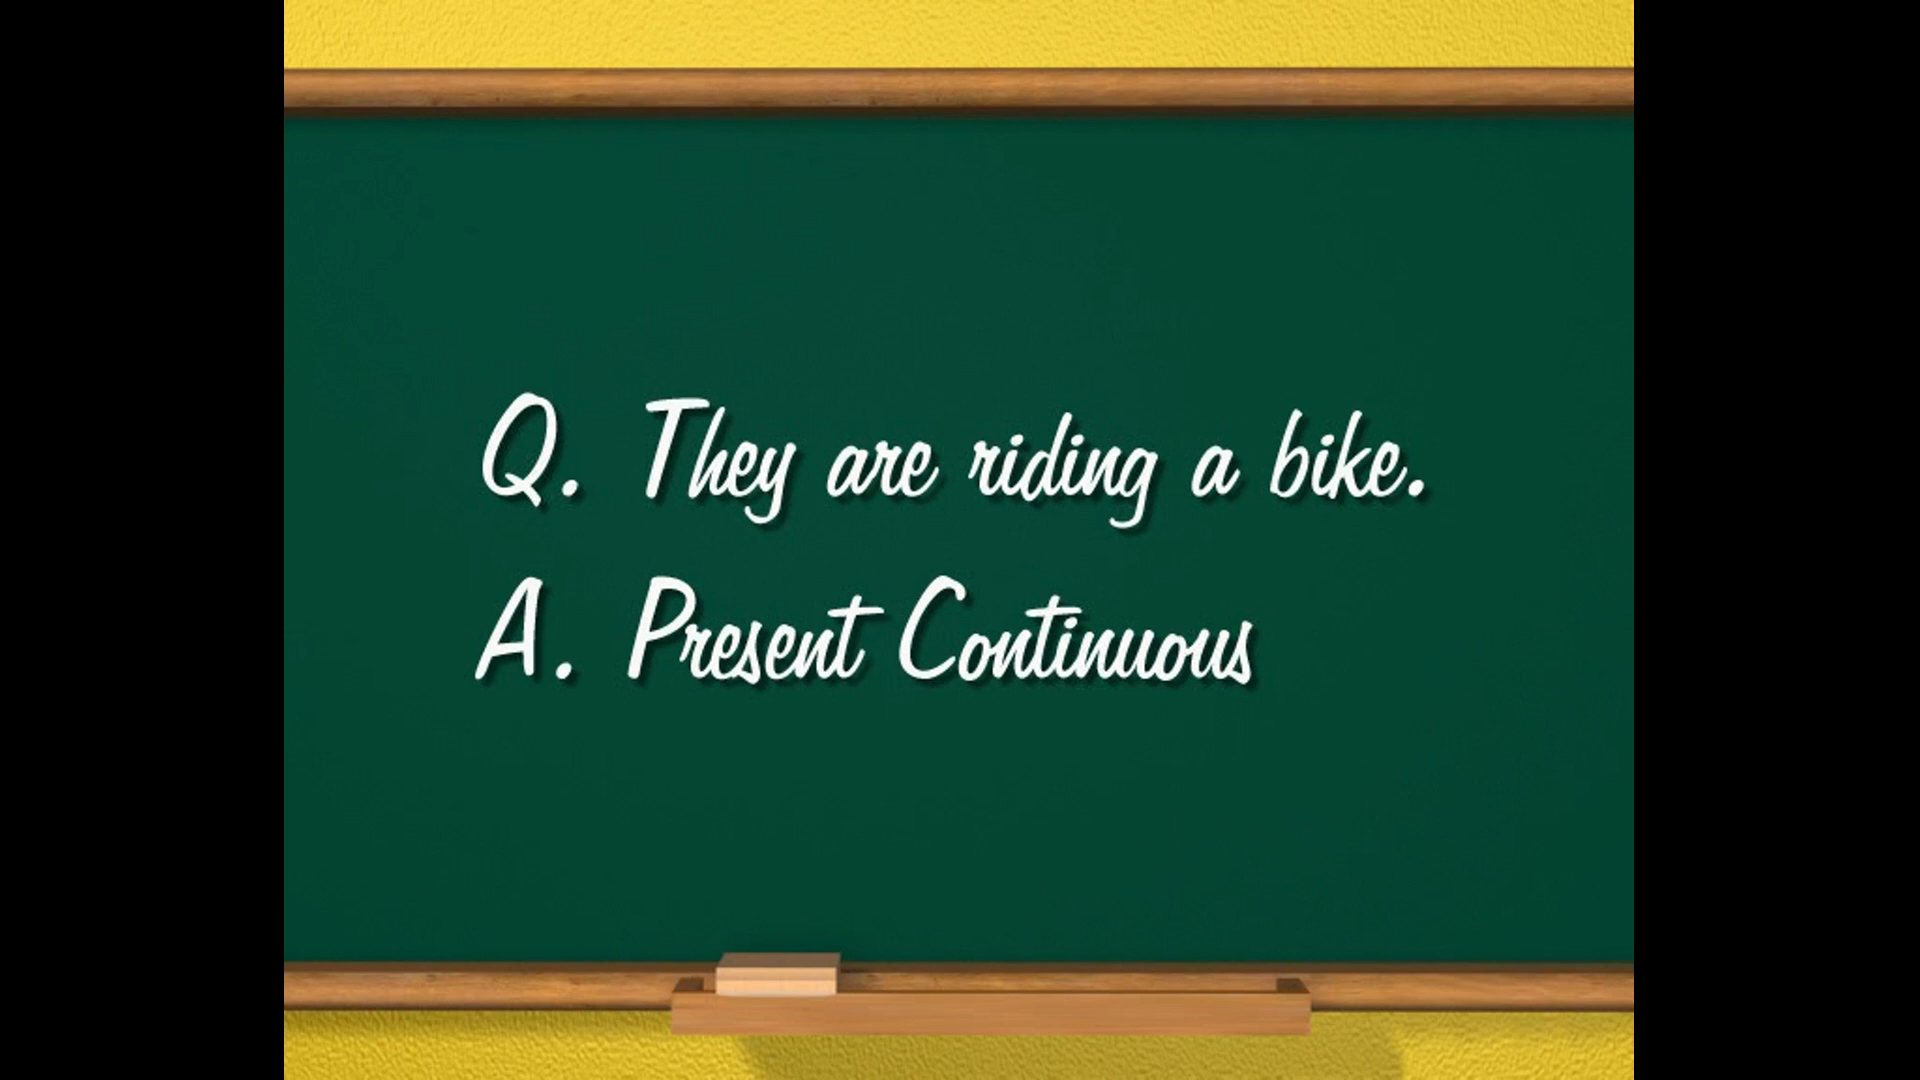 Q. They are riding a bike.
A. Present Continuous